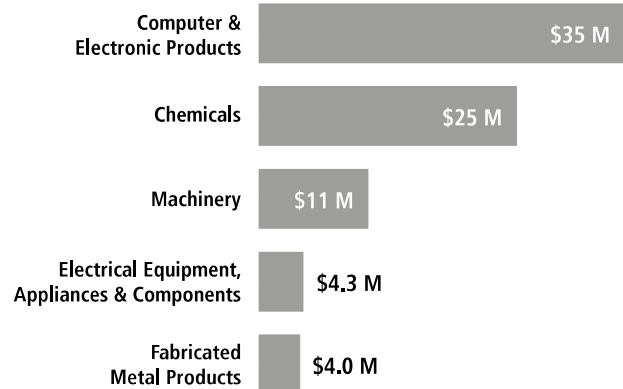 Computer &
Electronic Products
$35 M
Chemicals
$25 M
Machinery
$11 M
Electrical Equipment,
Appliances & Components
$4.3 M
Fabricated
Metal Products
$4.0 M